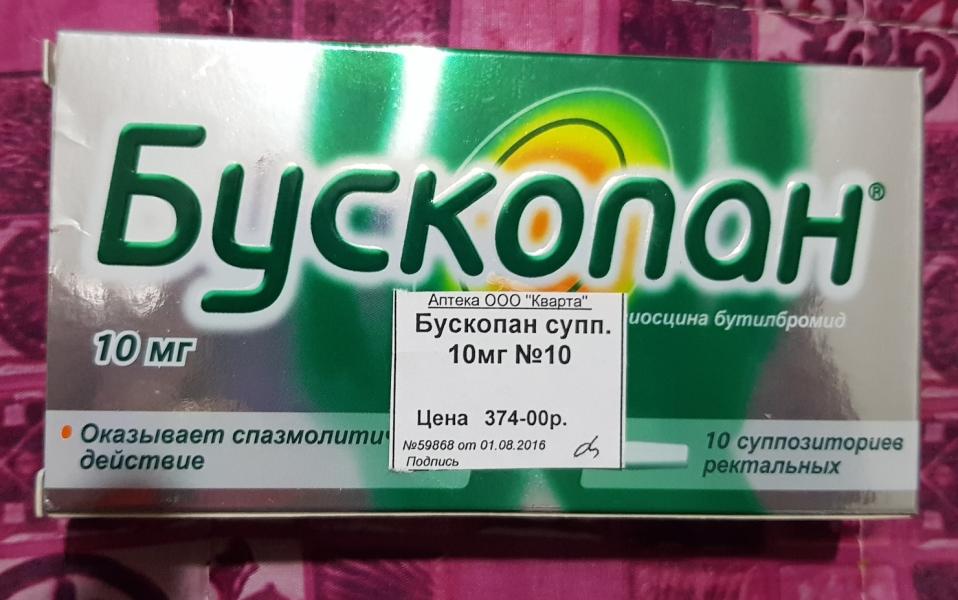 Бускопан®
иосцина бутилбромид
10 мг
Аптека ООО "Кварта"
Бускопан супп.
10мг №10
Цена 374-00р.
№59868 от 01.08.2016
Подпись
Оказывает спазмолити
действие
10 суппозиториев
ректальных